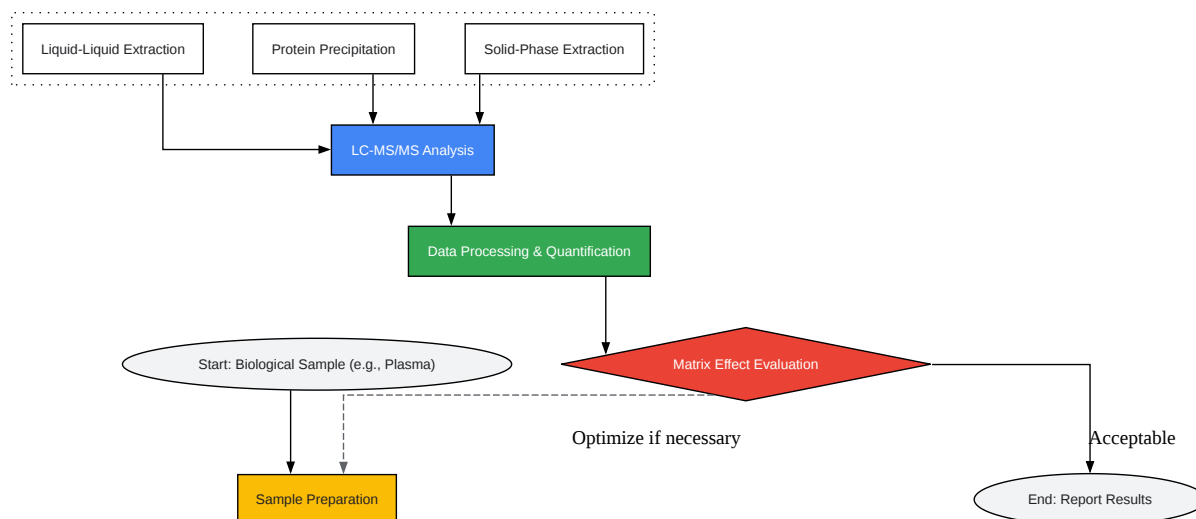 Liquid-Liquid Extraction
Protein Precipitation
Solid-Phase Extraction
LC-MS/MS Analysis
Data Processing & Quantification
Start: Biological Sample (e.g., Plasma)
Matrix Effect Evaluation
Optimize if necessary
Acceptable
Sample Preparation
End: Report Results